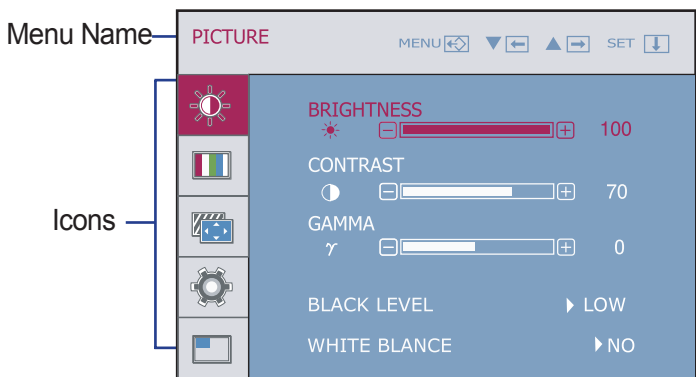 Menu Name
PICTURE MENU SET
BRIGHTNESS
100
CONTRAST
70
GAMMA
γ 0
Icons
BLACK LEVEL LOW
WHITE BLANCE NO